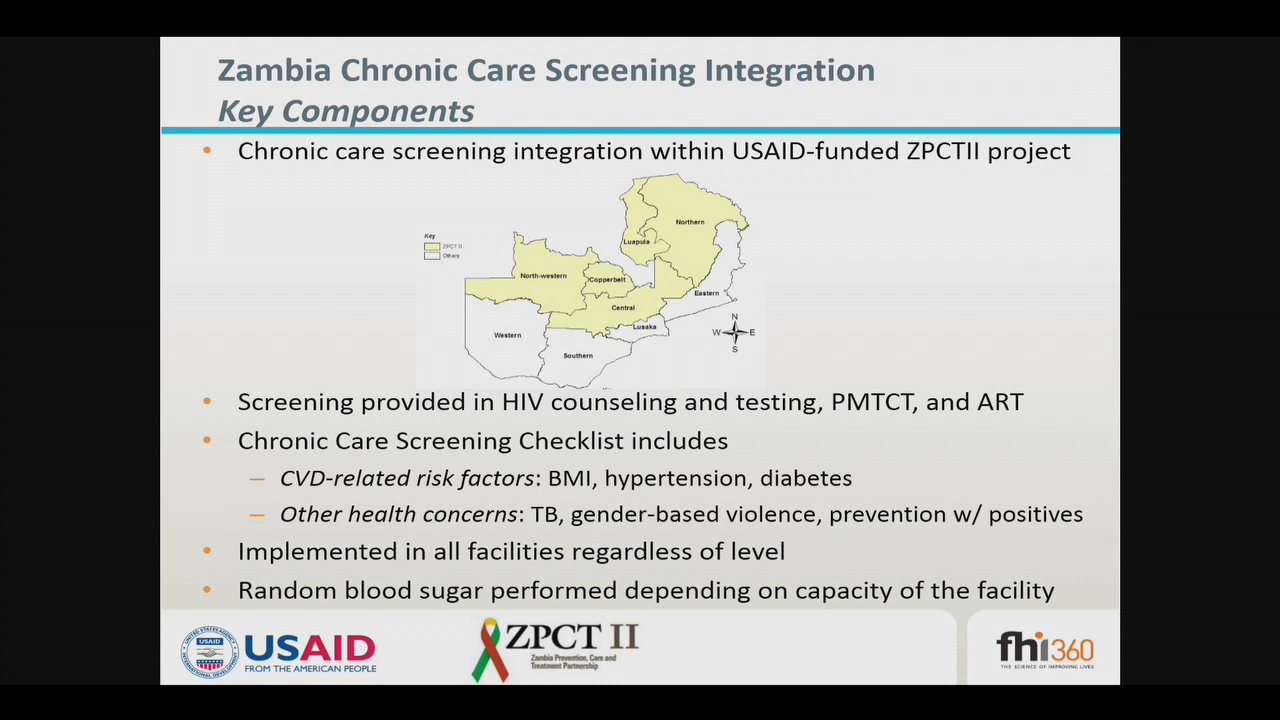 Zambia Chronic Care Screening Integration
Key Components
• Chronic care screening integration within USAID-funded ZPCTII project
Key
ZPCT II
Others
Northern
Luapula
North-western
Copperbelt
Eastern
Central
Lusaka
Western
Southern
N
W
E
S
• Screening provided in HIV counseling and testing, PMTCT, and ART
• Chronic Care Screening Checklist includes
– CVD-related risk factors: BMI, hypertension, diabetes
– Other health concerns: TB, gender-based violence, prevention w/ positives
• Implemented in all facilities regardless of level
• Random blood sugar performed depending on capacity of the facility
USAID
USAID
FROM THE AMERICAN PEOPLE
ZPCT II
Zambia Prevention, Care and
Treatment Partnership
fhi360
THE SCIENCE OF IMPROVING LIVES